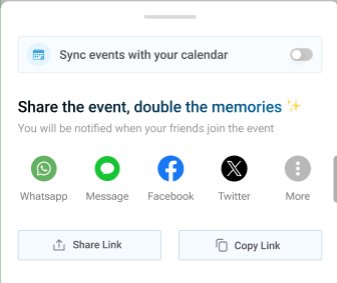 Sync events with your calendar
Share the event, double the memories ✨
You will be notified when your friends join the event
Whatsapp Message Facebook Twitter More
Share Link Copy Link